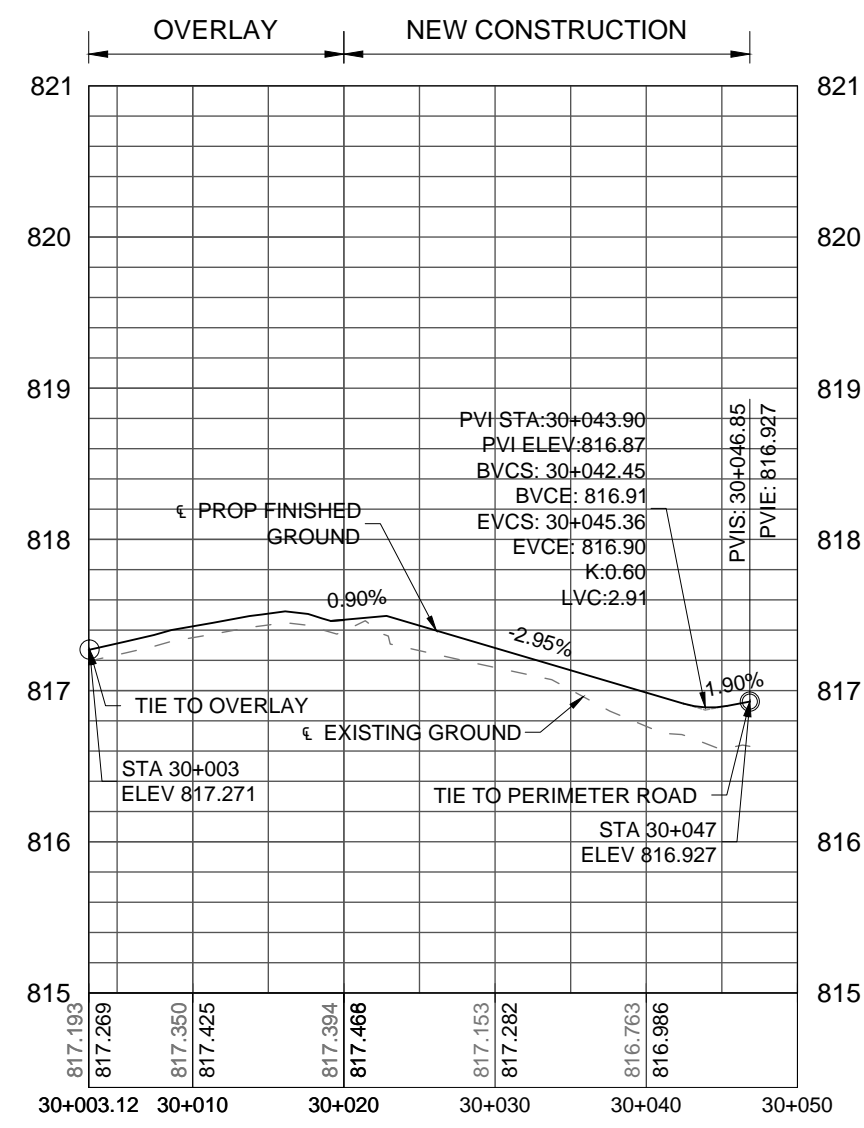 OVERLAY
NEW CONSTRUCTION
821
821
820
820
819
819
818
818
817
817
816
816
815
815
PVI STA:30+043.90
PVI ELEV:816.87
BVCS: 30+042.45
BVCE: 816.91
EVCS: 30+045.36
EVCE: 816.90
K:0.60
LVC:2.91
PVIS: 30+046.85
PVIE: 816.927
℄ PROP FINISHED
GROUND
0.90%
-2.95%
1.90%
TIE TO OVERLAY
℄ EXISTING GROUND
STA 30+003
ELEV 817.271
TIE TO PERIMETER ROAD
STA 30+047
ELEV 816.927
817.193
817.269
817.350
817.425
817.394
817.153
817.282
816.763
816.986
30+003.12
30+010
30+020
30+030
30+040
30+050